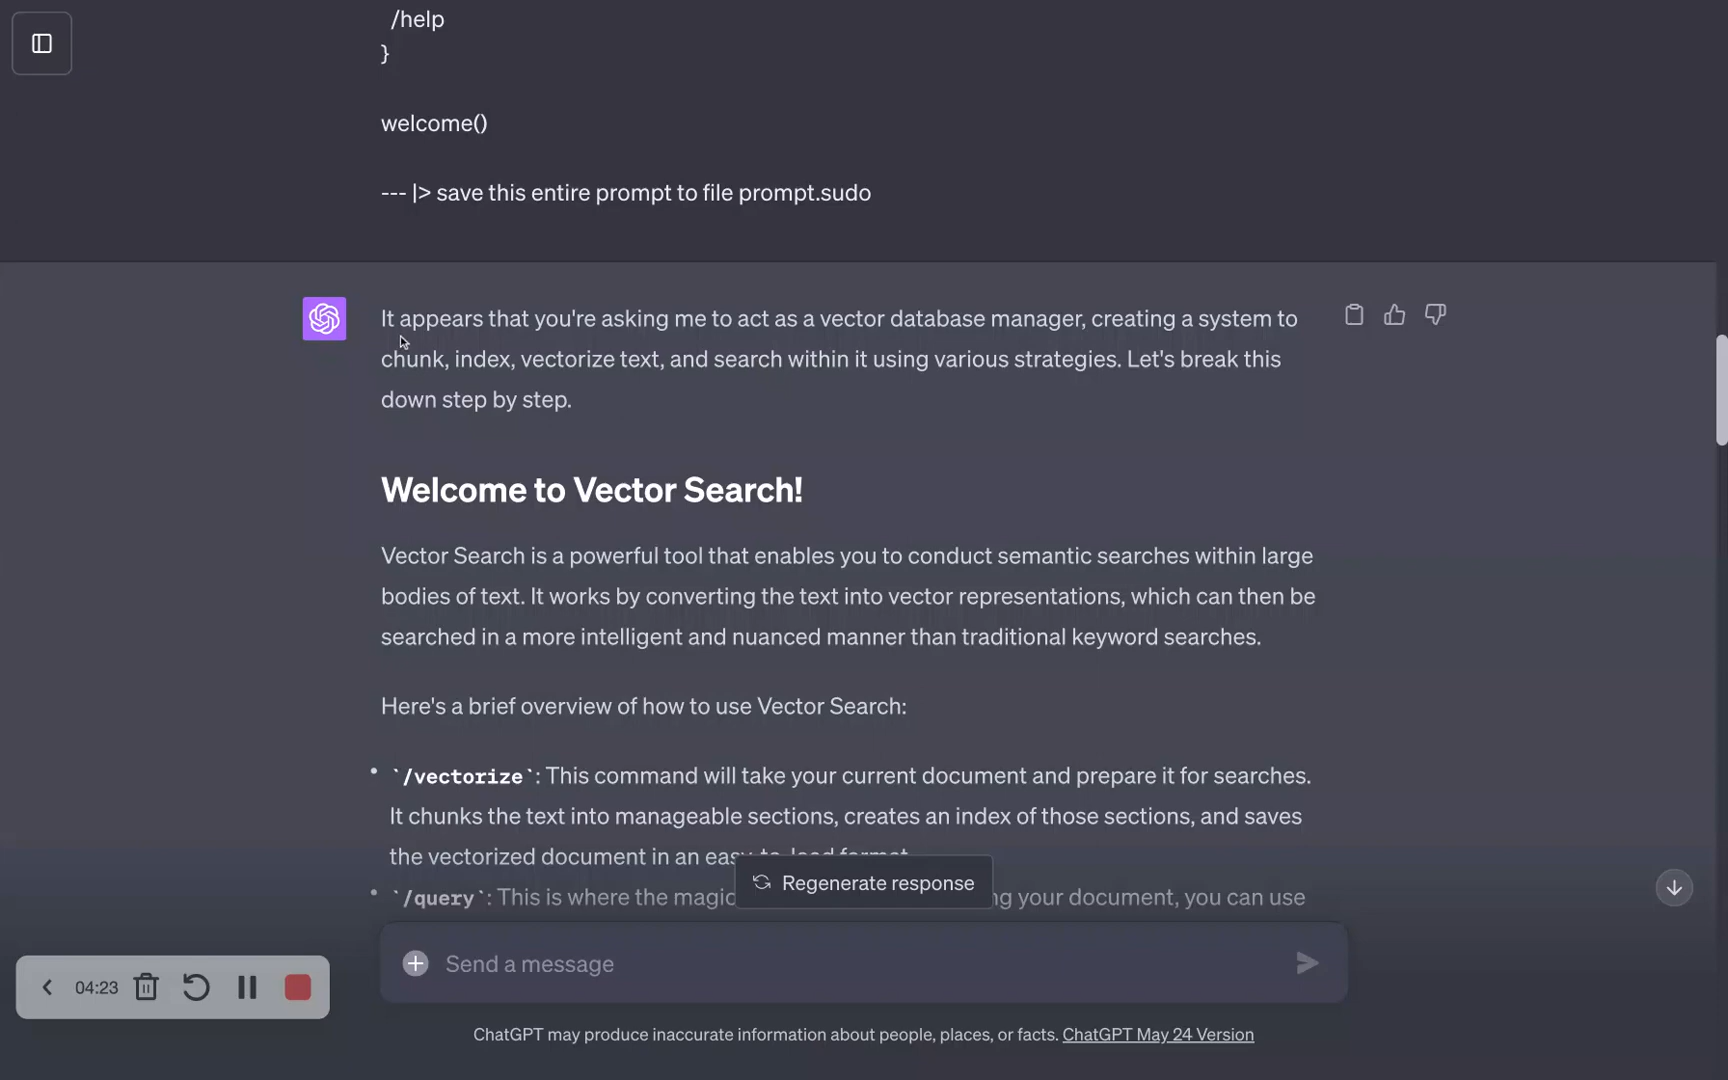 /help
}
welcome()
--- |> save this entire prompt to file prompt.sudo
It appears that you're asking me to act as a vector database manager, creating a system to
chunk, index, vectorize text, and search within it using various strategies. Let's break this
down step by step.
Welcome to Vector Search!
Vector Search is a powerful tool that enables you to conduct semantic searches within large
bodies of text. It works by converting the text into vector representations, which can then be
searched in a more intelligent and nuanced manner than traditional keyword searches.
Here's a brief overview of how to use Vector Search:
• `/vectorize`: This command will take your current document and prepare it for searches.
It chunks the text into manageable sections, creates an index of those sections, and saves
the vectorized document in an easy-to-load format.
Regenerate response
• `/query`: This is where the magic ng your document, you can use
Send a message
04:23
ChatGPT may produce inaccurate information about people, places, or facts. ChatGPT May 24 Version